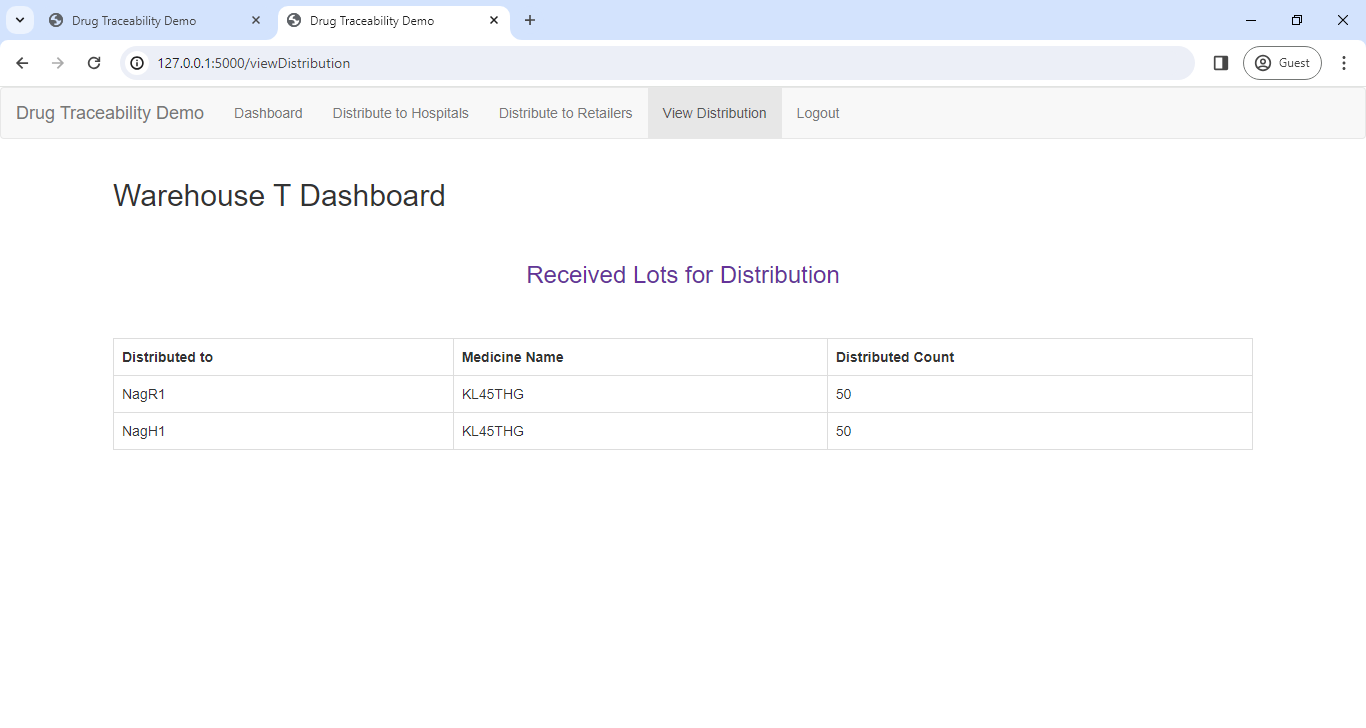 Drug Traceability Demo Drug Traceability Demo
127.0.0.1:5000/viewDistribution Guest
Drug Traceability Demo Dashboard Distribute to Hospitals Distribute to Retailers View Distribution Logout
Warehouse T Dashboard
Received Lots for Distribution
Distributed to Medicine Name Distributed Count
NagR1 KL45THG 50
NagH1 KL45THG 50